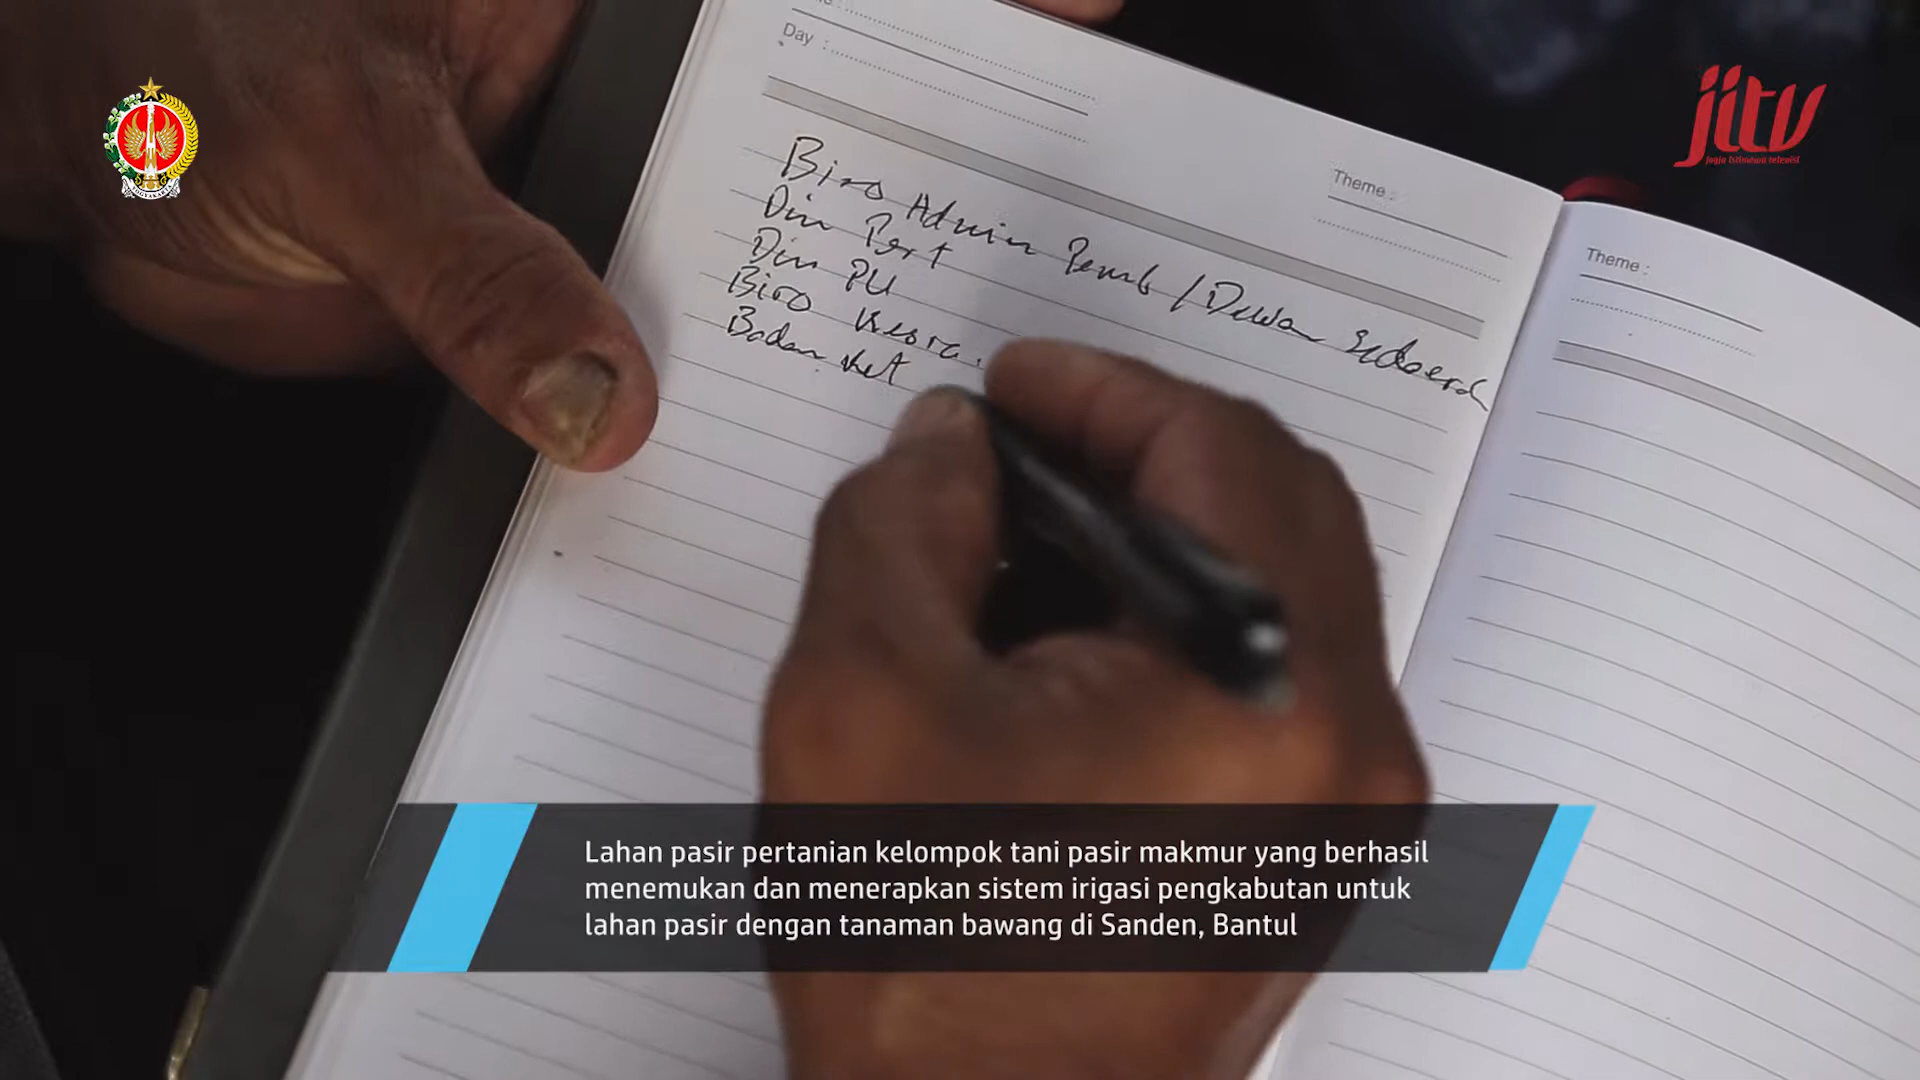 Day :
Theme :
Theme :
Biro Admin Pemb / Dewan
Din Pert
Din PU
Biro Kesra.
Badan Ket
YOGYAKARTA
jitv
Jogja Istimewa televisi
Lahan pasir pertanian kelompok tani pasir makmur yang berhasil
menemukan dan menerapkan sistem irigasi pengkabutan untuk
lahan pasir dengan tanaman bawang di Sanden, Bantul